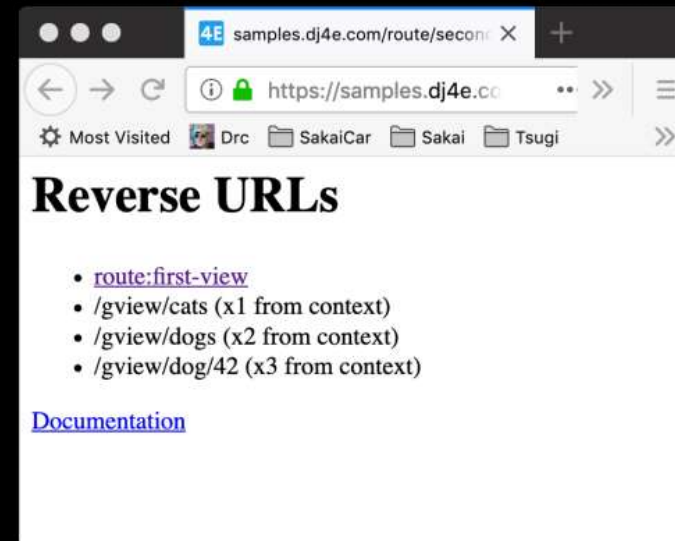 4E samples.dj4e.com/route/secon
https://samples.dj4e.co
Most Visited Drc SakaiCar Sakai Tsugi
Reverse URLs
• route:first-view
• /gview/cats (x1 from context)
• /gview/dogs (x2 from context)
• /gview/dog/42 (x3 from context)
Documentation